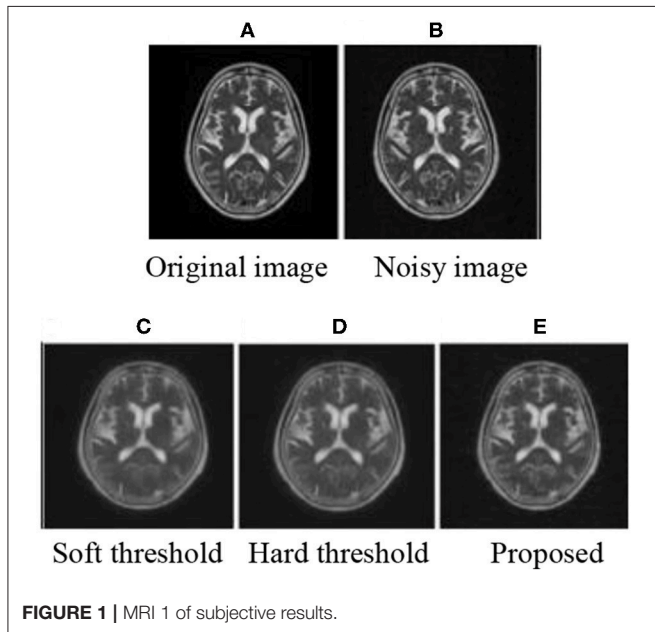 A B
Original image Noisy image
C D E
Soft threshold Hard threshold Proposed
FIGURE 1 | MRI 1 of subjective results.